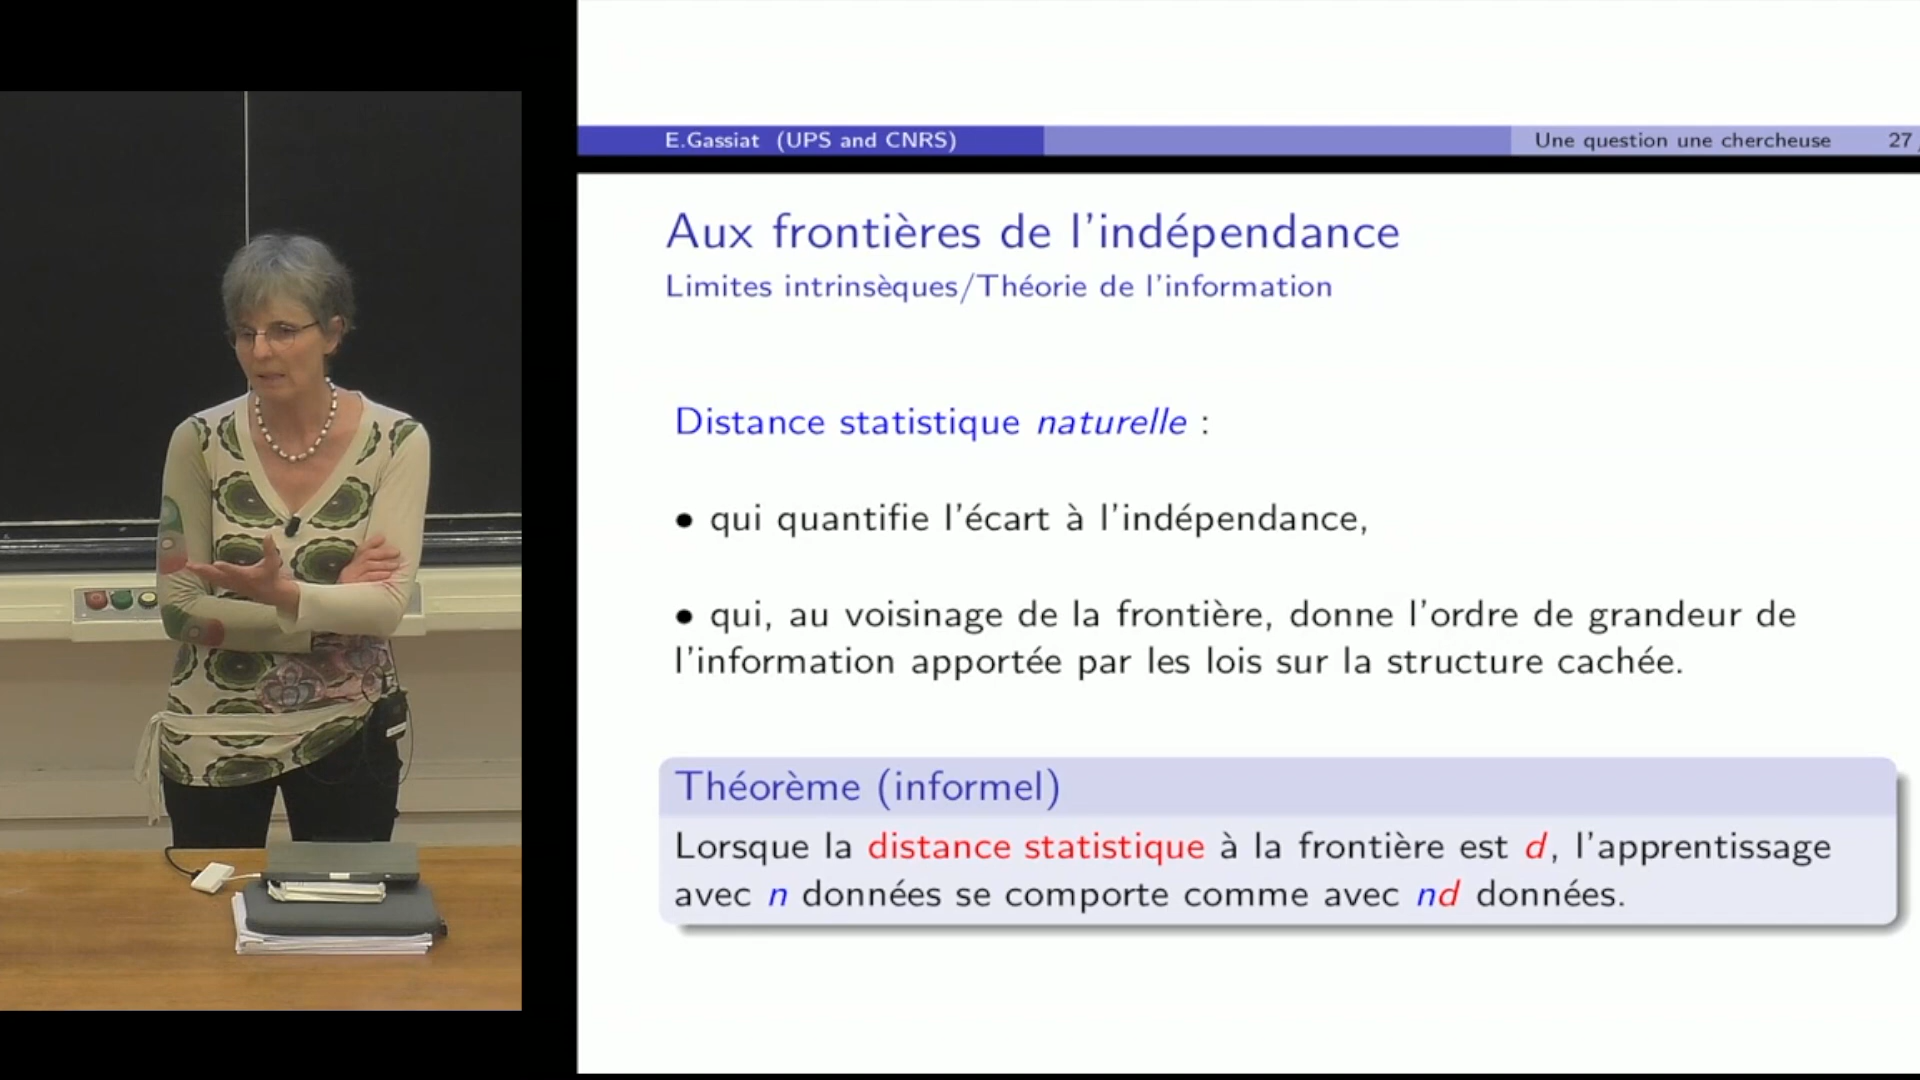 E.Gassiat (UPS and CNRS)
Une question une chercheuse
27
Aux frontières de l'indépendance
Limites intrinsèques/Théorie de l'information
Distance statistique naturelle :
• qui quantifie l'écart à l'indépendance,
• qui, au voisinage de la frontière, donne l'ordre de grandeur de
l'information apportée par les lois sur la structure cachée.
Théorème (informel)
Lorsque la distance statistique à la frontière est d, l'apprentissage
avec n données se comporte comme avec nd données.